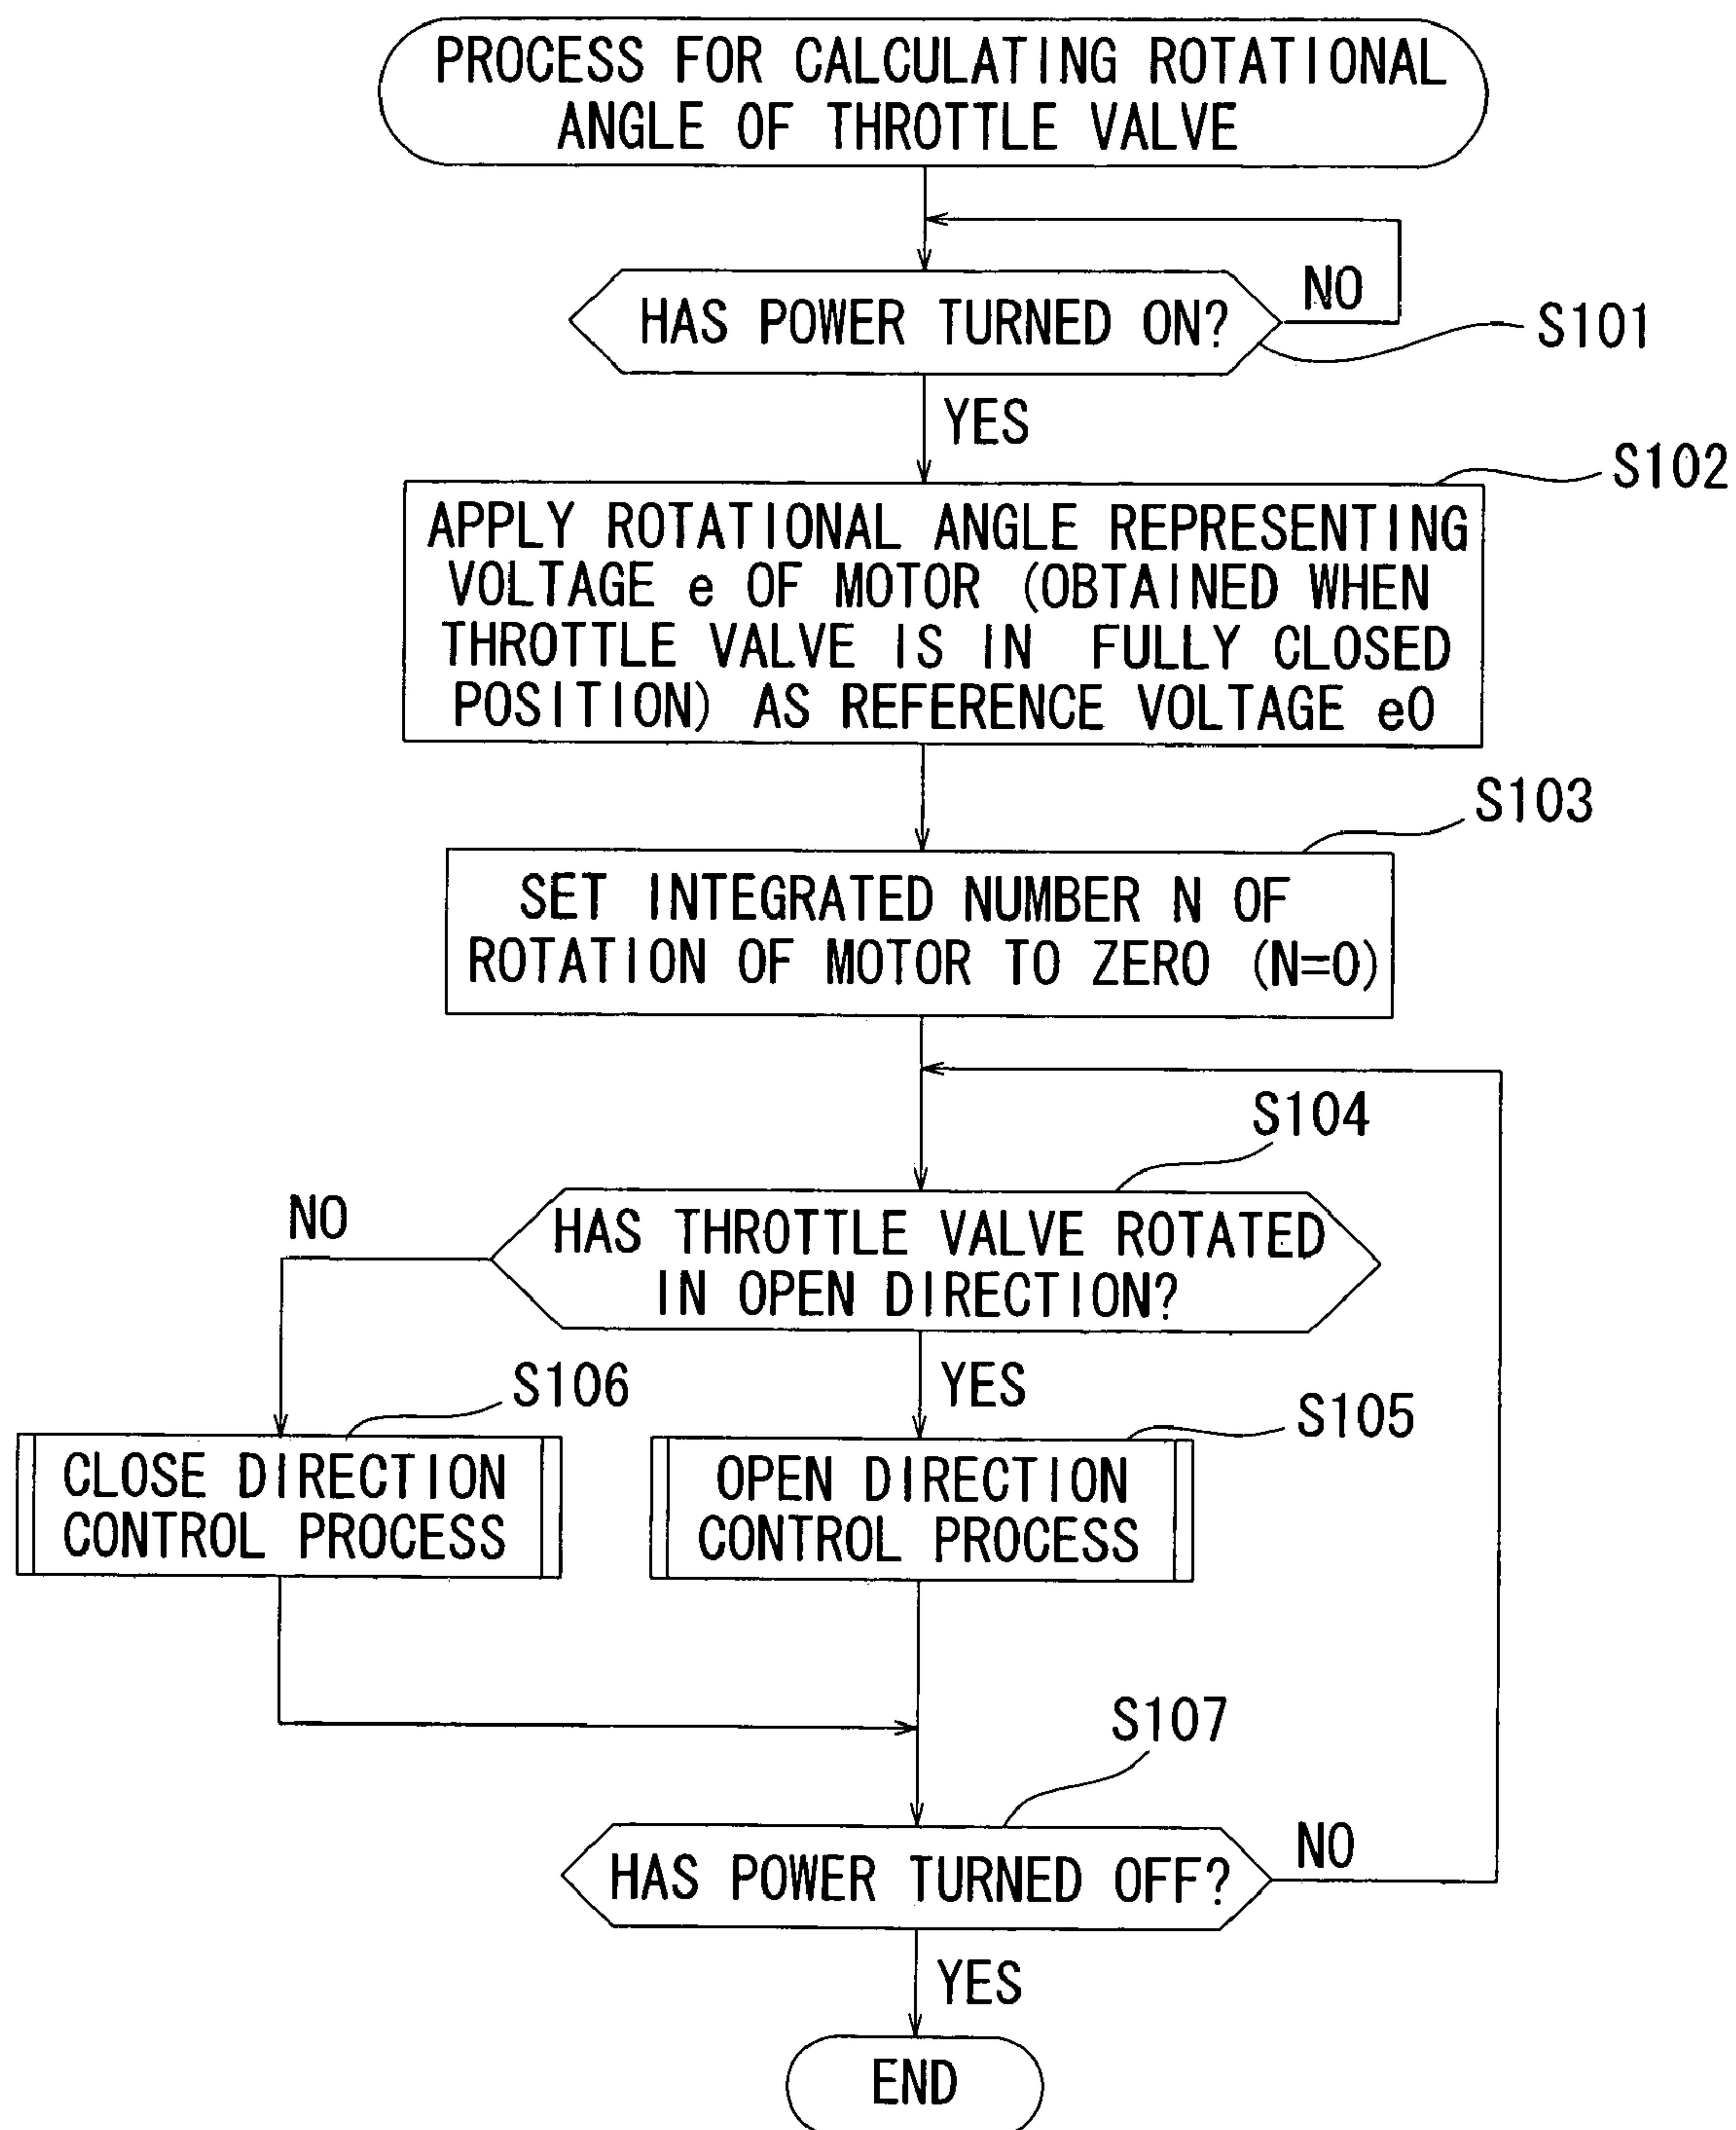 PROCESS FOR CALCULATING ROTATIONAL
ANGLE OF THROTTLE VALVE
NO
HAS POWER TURNED ON?
S101
YES
S102
APPLY ROTATIONAL ANGLE REPRESENTING
VOLTAGE e OF MOTOR (OBTAINED WHEN
THROTTLE VALVE IS IN FULLY CLOSED
POSITION) AS REFERENCE VOLTAGE e0
S103
SET INTEGRATED NUMBER N OF
ROTATION OF MOTOR TO ZERO (N=0)
S104
NO
HAS THROTTLE VALVE ROTATED
IN OPEN DIRECTION?
S106
YES
S105
CLOSE DIRECTION
CONTROL PROCESS
OPEN DIRECTION
CONTROL PROCESS
S107
HAS POWER TURNED OFF?
NO
YES
END